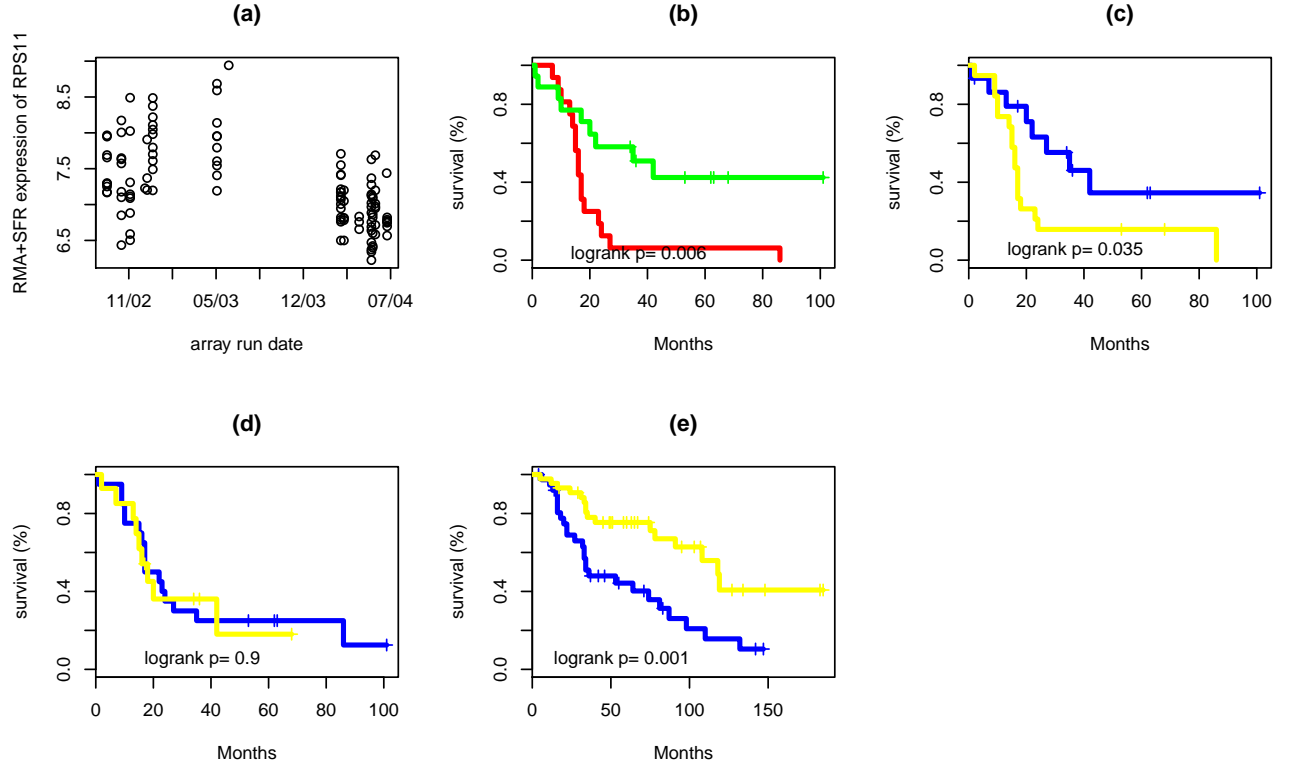 (a)
RMA+SFR expression of RPS11
8.5
7.5
6.5
11/02 05/03 12/03 07/04
array run date
(b)
survival (%)
0.8
0.4
0.0
logrank p= 0.006
0 20 40 60 80 100
Months
(c)
survival (%)
0.8
0.4
0.0
logrank p= 0.035
0 20 40 60 80 100
Months
(d)
survival (%)
0.8
0.4
0.0
logrank p= 0.9
0 20 40 60 80 100
Months
(e)
survival (%)
0.8
0.4
0.0
logrank p= 0.001
0 50 100 150
Months